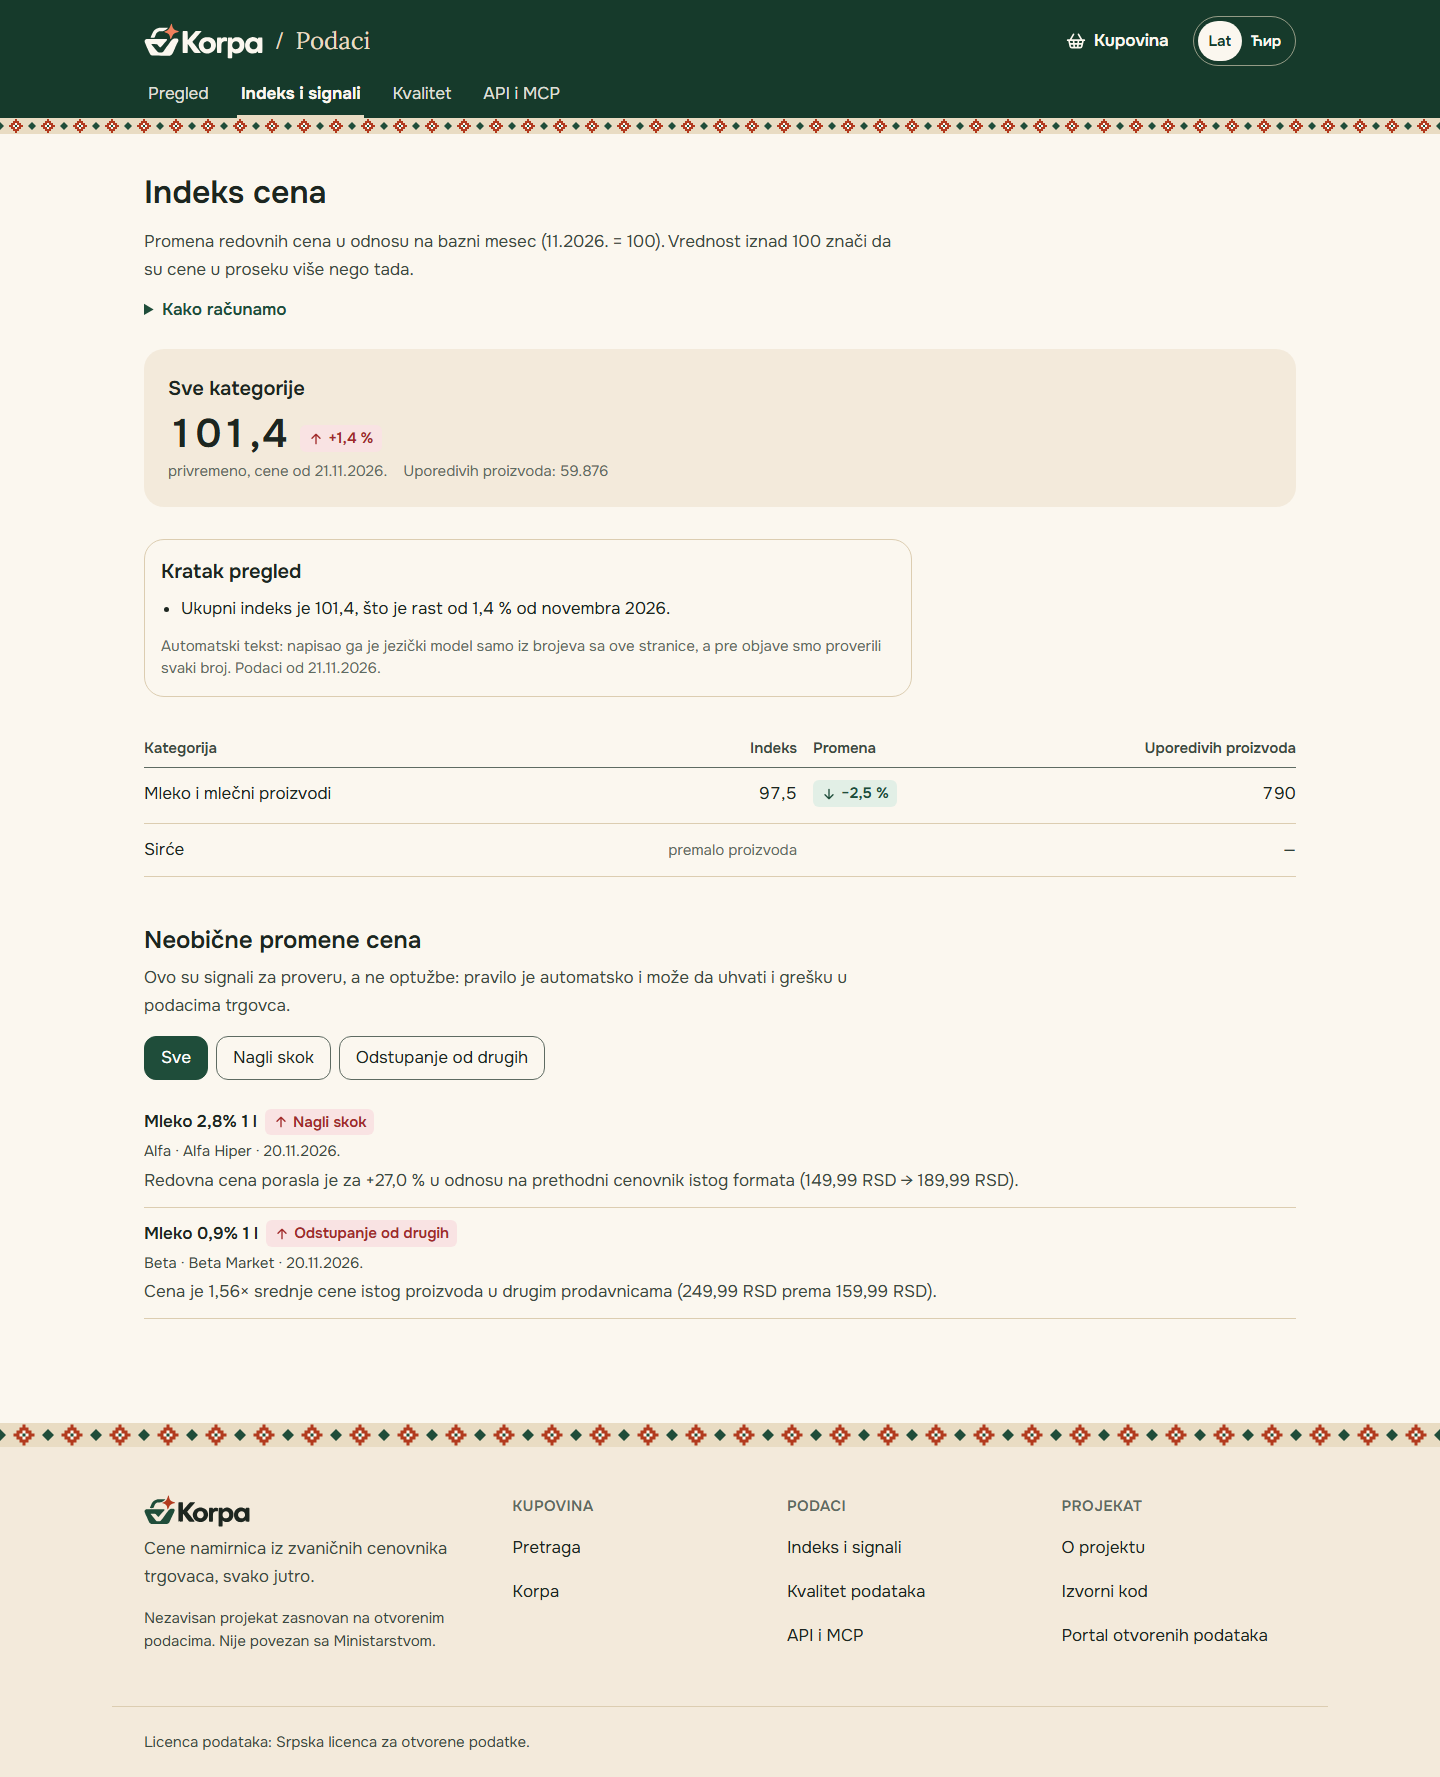 Korpa / Podaci
Kupovina
Lat Ћир
Pregled Indeks i signali Kvalitet API i MCP
Indeks cena
Promena redovnih cena u odnosu na bazni mesec (11.2026. = 100). Vrednost iznad 100 znači da
su cene u proseku više nego tada.
Kako računamo
Sve kategorije
101,4 ↑ +1,4 %
privremeno, cene od 21.11.2026. Uporedivih proizvoda: 59.876
Kratak pregled
• Ukupni indeks je 101,4, što je rast od 1,4 % od novembra 2026.
Automatski tekst: napisao ga je jezički model samo iz brojeva sa ove stranice, a pre objave smo proverili
svaki broj. Podaci od 21.11.2026.
Kategorija Indeks Promena Uporedivih proizvoda
Mleko i mlečni proizvodi 97,5 ↓ −2,5 % 790
Sirće premalo proizvoda —
Neobične promene cena
Ovo su signali za proveru, a ne optužbe: pravilo je automatsko i može da uhvati i grešku u
podacima trgovca.
Sve Nagli skok Odstupanje od drugih
Mleko 2,8% 1 l ↑ Nagli skok
Alfa · Alfa Hiper · 20.11.2026.
Redovna cena porasla je za +27,0 % u odnosu na prethodni cenovnik istog formata (149,99 RSD → 189,99 RSD).
Mleko 0,9% 1 l ↑ Odstupanje od drugih
Beta · Beta Market · 20.11.2026.
Cena je 1,56× srednje cene istog proizvoda u drugim prodavnicama (249,99 RSD prema 159,99 RSD).
Korpa
Cene namirnica iz zvaničnih cenovnika
trgovaca, svako jutro.
Nezavisan projekat zasnovan na otvorenim
podacima. Nije povezan sa Ministarstvom.
KUPOVINA
Pretraga
Korpa
PODACI
Indeks i signali
Kvalitet podataka
API i MCP
PROJEKAT
O projektu
Izvorni kod
Portal otvorenih podataka
Licenca podataka: Srpska licenca za otvorene podatke.